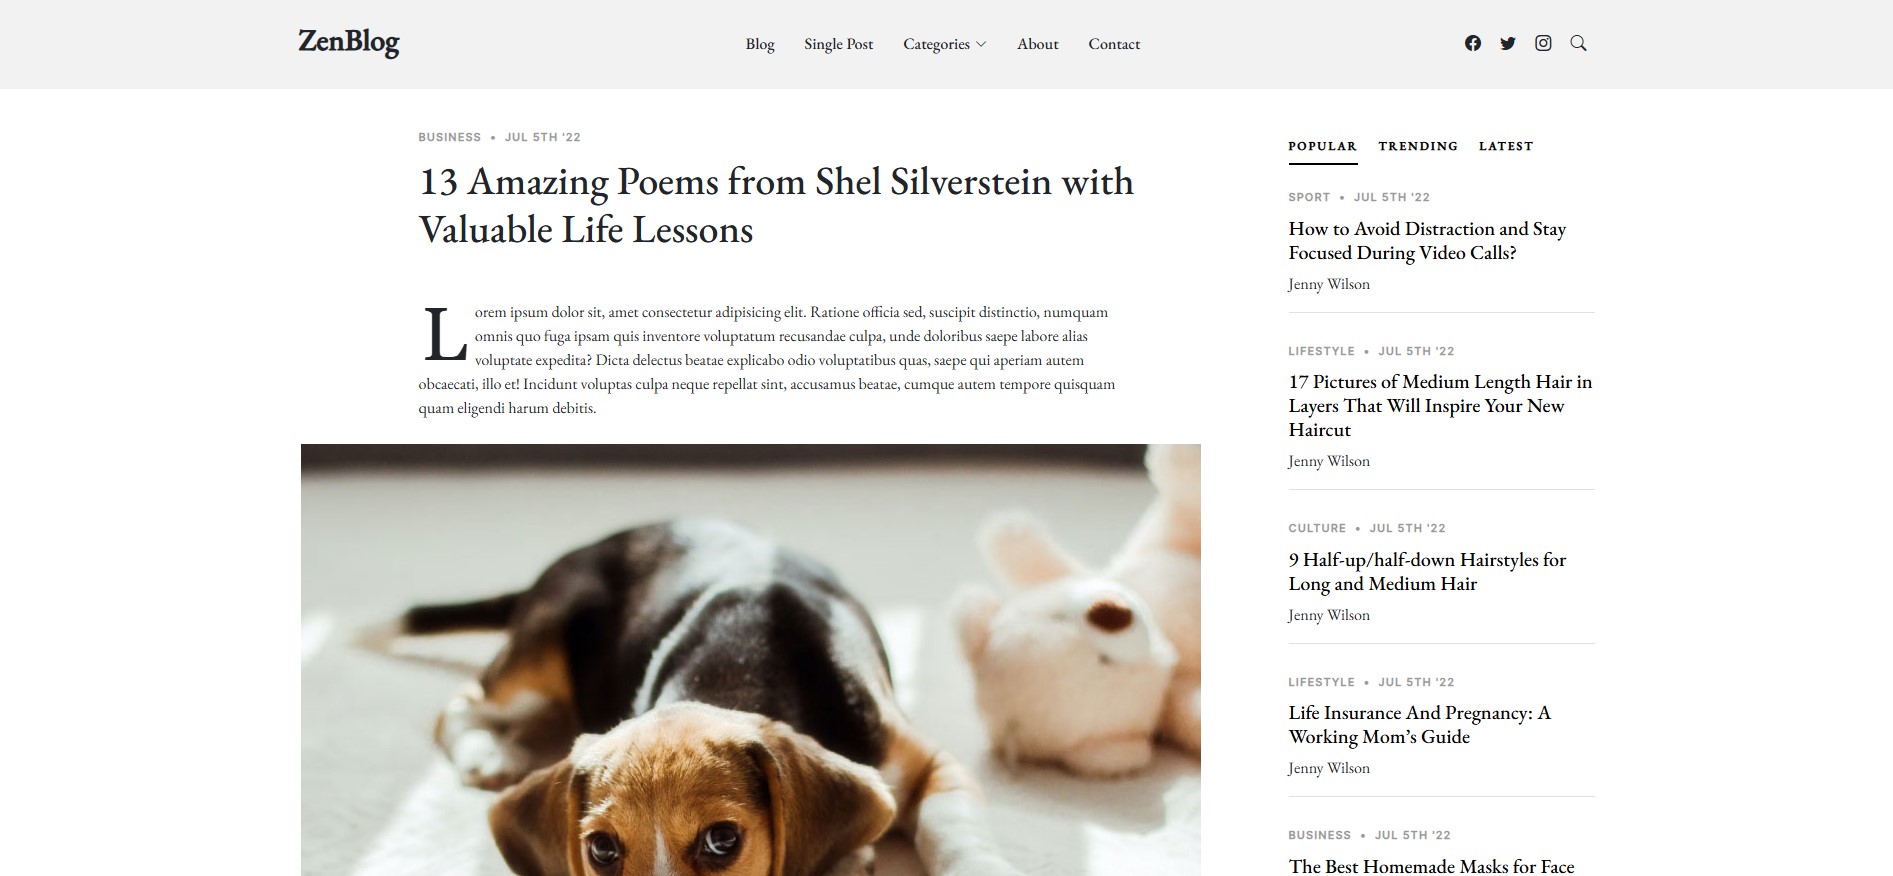 ZenBlog
Blog Single Post Categories About Contact
BUSINESS • JUL 5TH '22
13 Amazing Poems from Shel Silverstein with
Valuable Life Lessons
Lorem ipsum dolor sit, amet consectetur adipisicing elit. Ratione officia sed, suscipit distinctio, numquam
omnis quo fuga ipsam quis inventore voluptatum recusandae culpa, unde doloribus saepe labore alias
voluptate expedita? Dicta delectus beatae explicabo odio voluptatibus quas, saepe qui aperiam autem
obcaecati, illo et! Incidunt voluptas culpa neque repellat sint, accusamus beatae, cumque autem tempore quisquam
quam eligendi harum debitis.
POPULAR TRENDING LATEST
SPORT • JUL 5TH '22
How to Avoid Distraction and Stay
Focused During Video Calls?
Jenny Wilson
LIFESTYLE • JUL 5TH '22
17 Pictures of Medium Length Hair in
Layers That Will Inspire Your New
Haircut
Jenny Wilson
CULTURE • JUL 5TH '22
9 Half-up/half-down Hairstyles for
Long and Medium Hair
Jenny Wilson
LIFESTYLE • JUL 5TH '22
Life Insurance And Pregnancy: A
Working Mom’s Guide
Jenny Wilson
BUSINESS • JUL 5TH '22
The Best Homemade Masks for Face